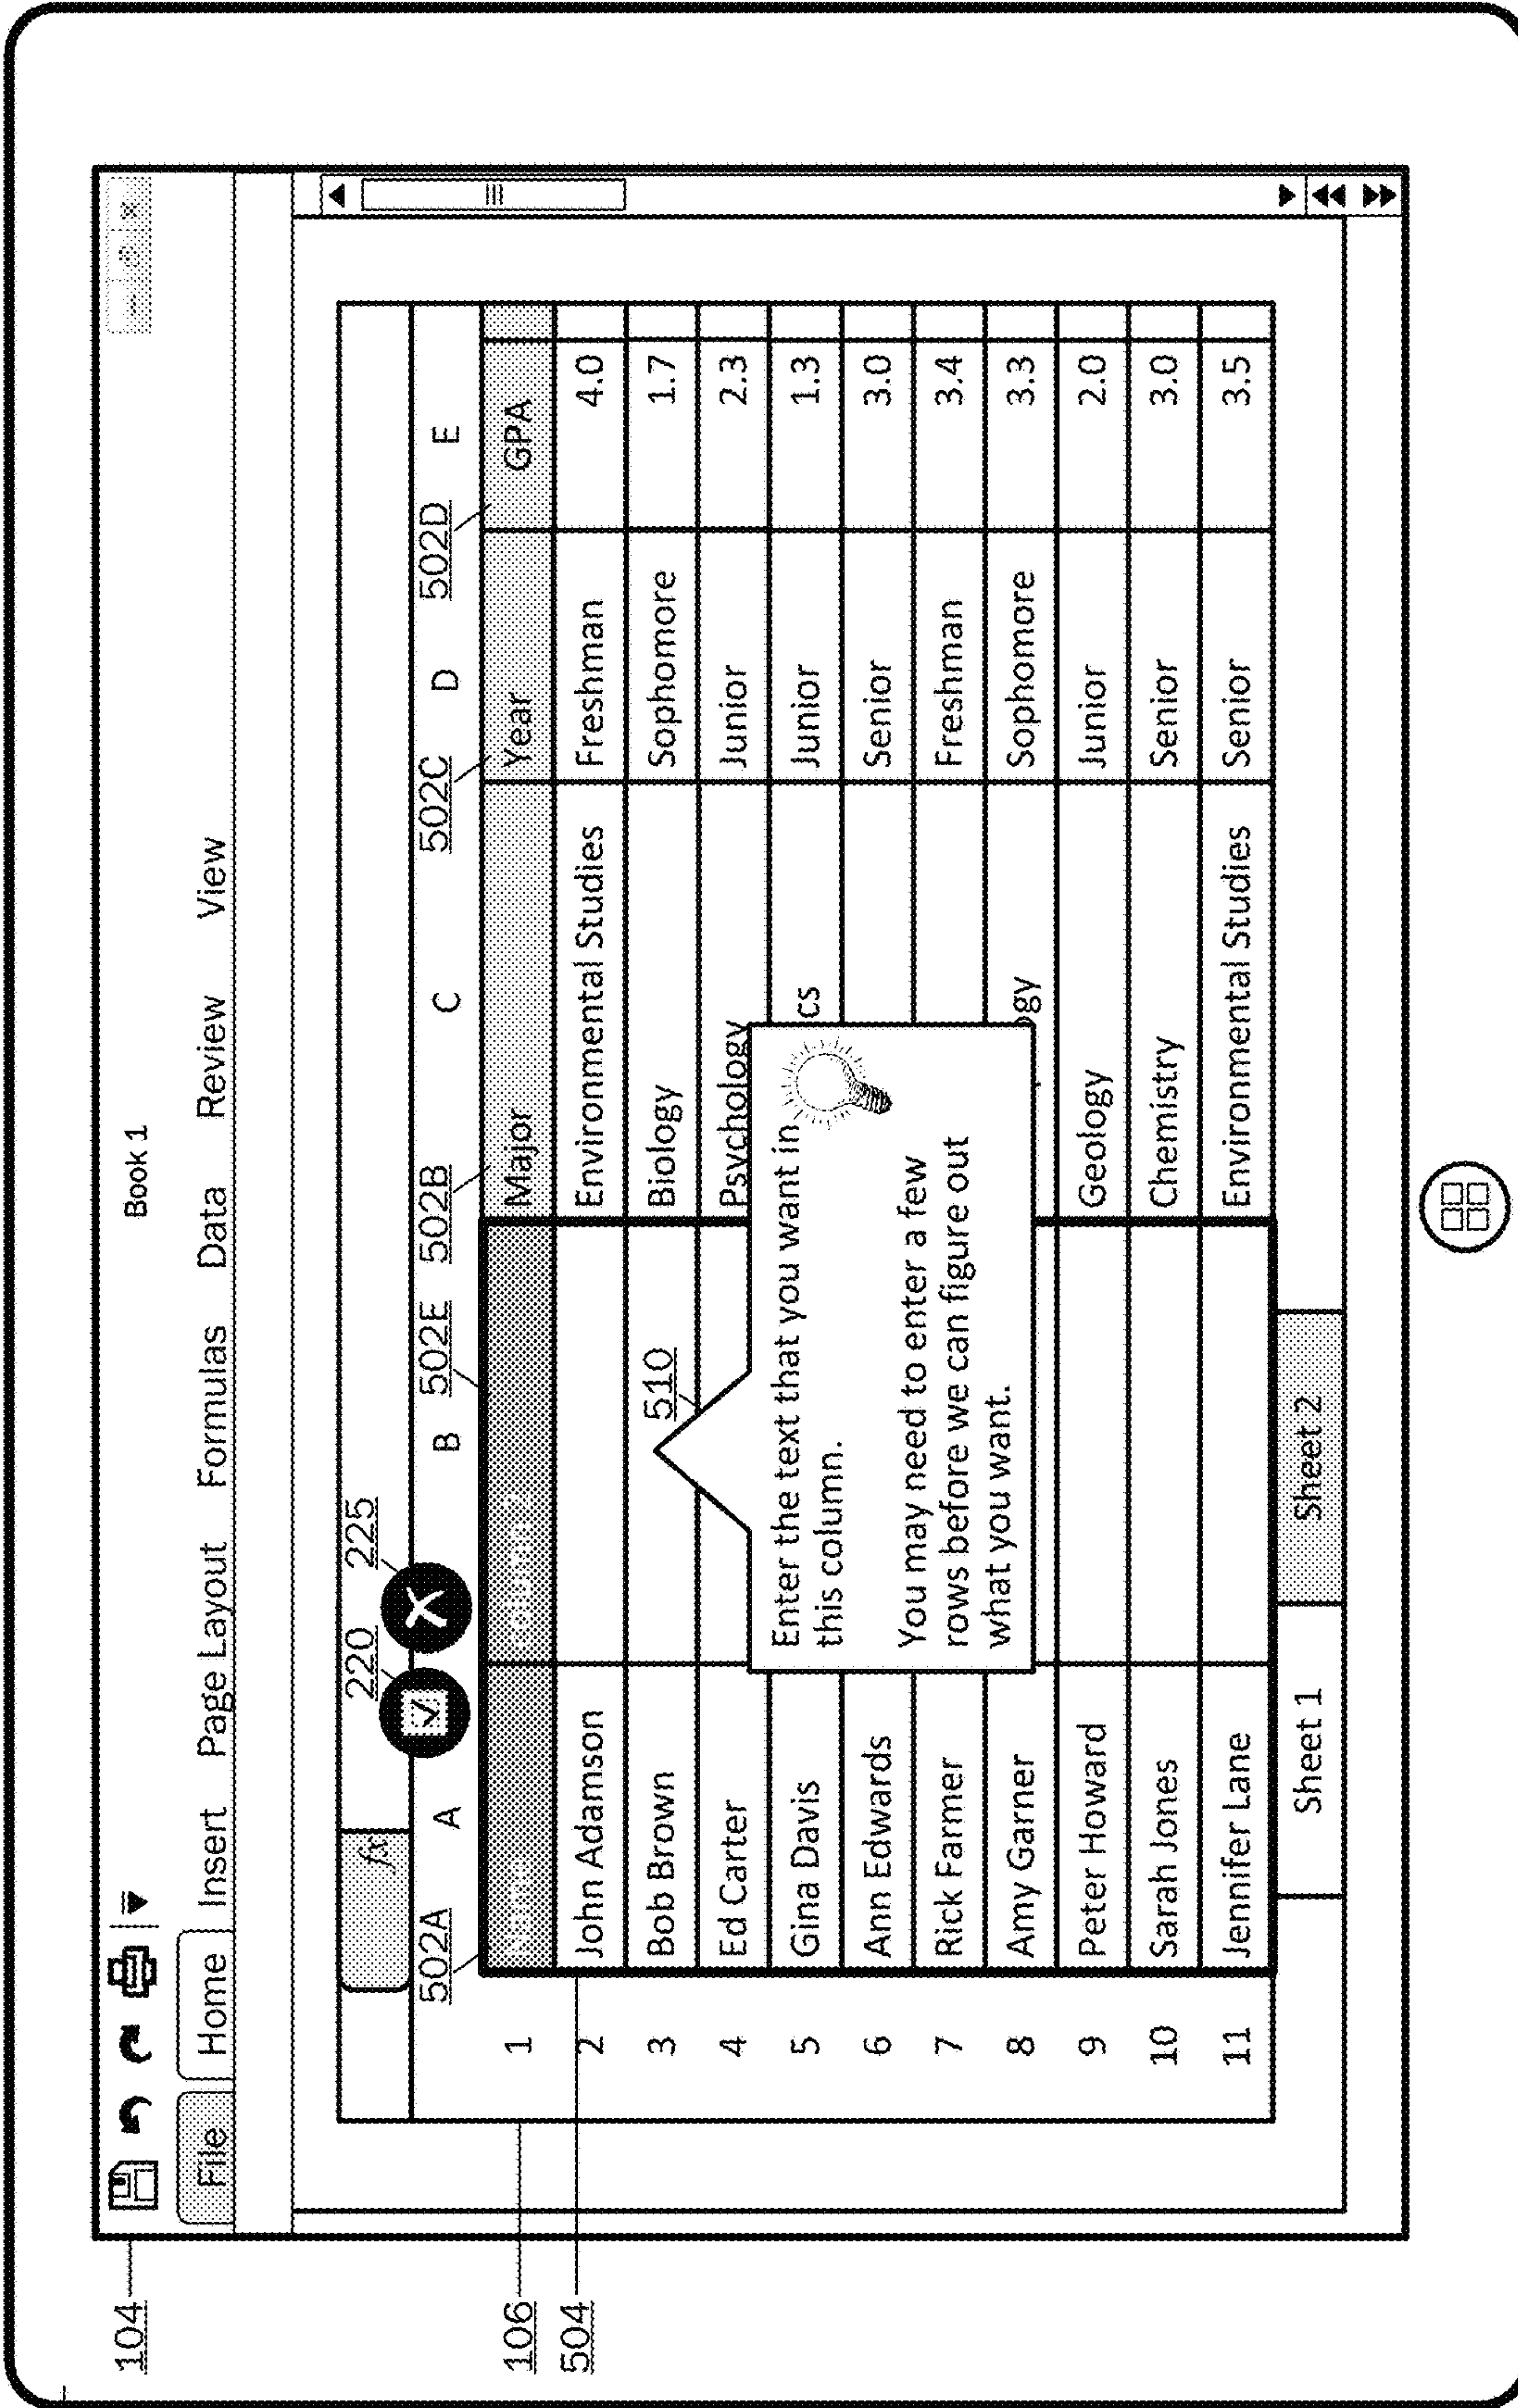 Book 1
File Home Insert Page Layout Formulas Data Review View
104
fx
220 225
502A A B 502E 502B C 502C D 502D E
106
1 Major Year GPA
504
2 John Adamson Environmental Studies Freshman 4.0
3 Bob Brown Biology Sophomore 1.7
510
4 Ed Carter Psychology Junior 2.3
5 Gina Davis cs Junior 1.3
6 Ann Edwards Senior 3.0
7 Rick Farmer Freshman 3.4
8 Amy Garner gy Sophomore 3.3
9 Peter Howard Geology Junior 2.0
10 Sarah Jones Chemistry Senior 3.0
11 Jennifer Lane Environmental Studies Senior 3.5
Enter the text that you want in
this column.
You may need to enter a few
rows before we can figure out
what you want.
Sheet 1 Sheet 2